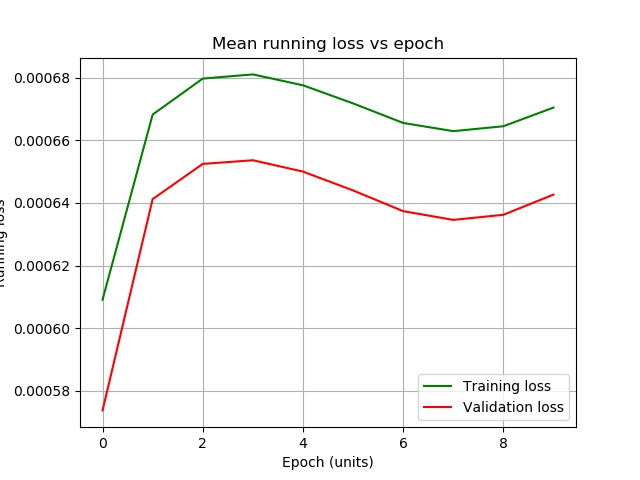 Mean running loss vs epoch
0.00068
0.00066
0.00064
0.00062
0.00060
0.00058
loss
Training loss
Validation loss
0 2 4 6 8
Epoch (units)